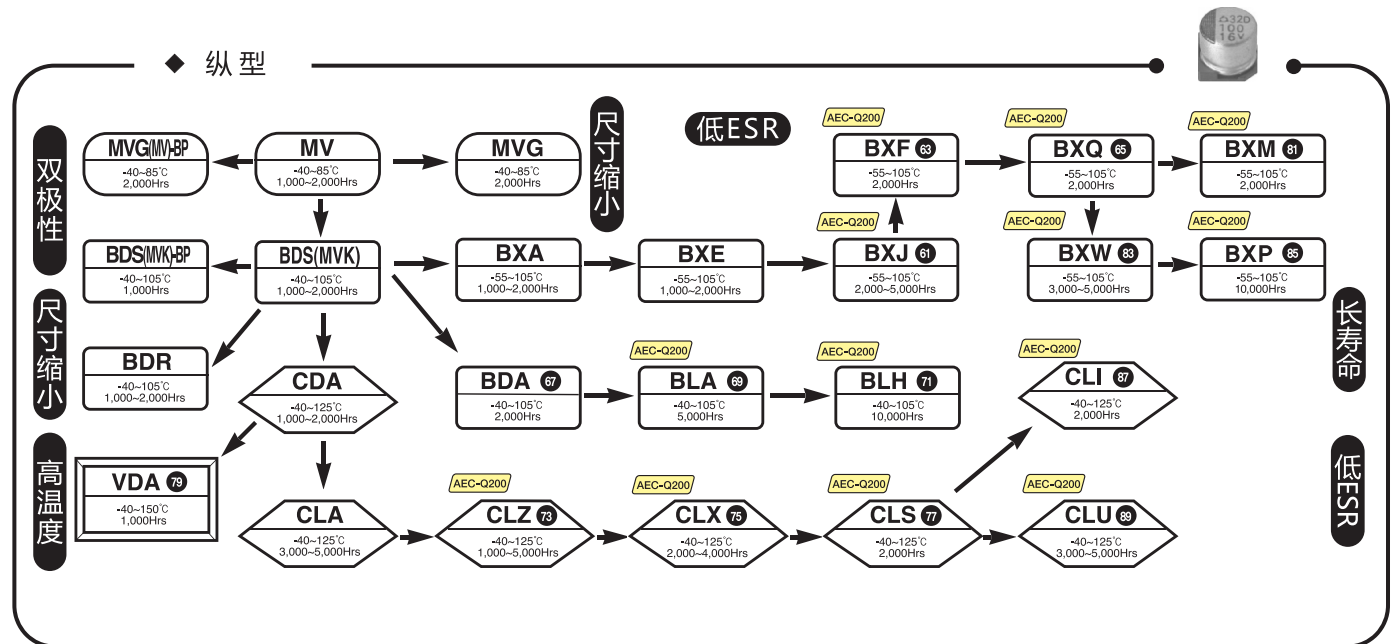 ◆ 纵型
△32D
100
16V
双极性
尺寸缩小
高温度
尺寸缩小
低ESR
长寿命
低ESR
MVG(MV)-BP
-40~85℃
2,000Hrs
MV
-40~85℃
1,000~2,000Hrs
MVG
-40~85℃
2,000Hrs
AEC-Q200
BXF 63
-55~105℃
2,000Hrs
AEC-Q200
BXQ 65
-55~105℃
2,000Hrs
AEC-Q200
BXM 81
-55~105℃
2,000Hrs
BDS(MVK)-BP
-40~105℃
1,000Hrs
BDS(MVK)
-40~105℃
1,000~2,000Hrs
BXA
-55~105℃
1,000~2,000Hrs
BXE
-55~105℃
1,000~2,000Hrs
AEC-Q200
BXJ 61
-55~105℃
2,000~5,000Hrs
AEC-Q200
BXW 83
-55~105℃
3,000~5,000Hrs
AEC-Q200
BXP 85
-55~105℃
10,000Hrs
BDR
-40~105℃
1,000~2,000Hrs
CDA
-40~125℃
1,000~2,000Hrs
BDA 67
-40~105℃
2,000Hrs
AEC-Q200
BLA 69
-40~105℃
5,000Hrs
AEC-Q200
BLH 71
-40~105℃
10,000Hrs
AEC-Q200
CLI 87
-40~125℃
2,000Hrs
VDA 79
-40~150℃
1,000Hrs
CLA
-40~125℃
3,000~5,000Hrs
AEC-Q200
CLZ 73
-40~125℃
1,000~5,000Hrs
AEC-Q200
CLX 75
-40~125℃
2,000~4,000Hrs
AEC-Q200
CLS 77
-40~125℃
2,000Hrs
AEC-Q200
CLU 89
-40~125℃
3,000~5,000Hrs